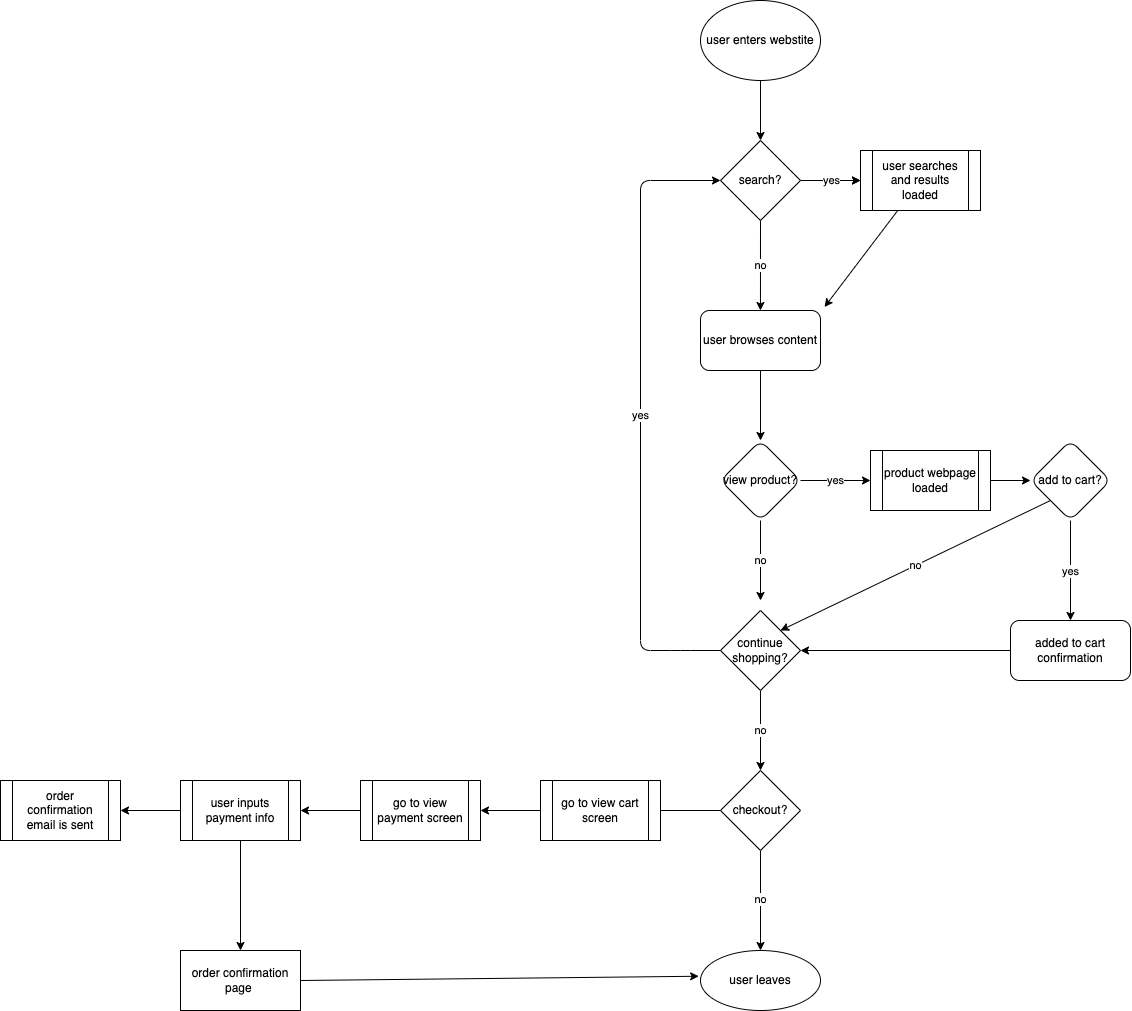 user enters webstite
search?
yes
user searches
and results
loaded
no
user browses content
yes
view product?
yes
product webpage
loaded
add to cart?
no
no
yes
continue
shopping?
added to cart
confirmation
no
order
confirmation
email is sent
user inputs
payment info
go to view
payment screen
go to view cart
screen
checkout?
no
order confirmation
page
user leaves